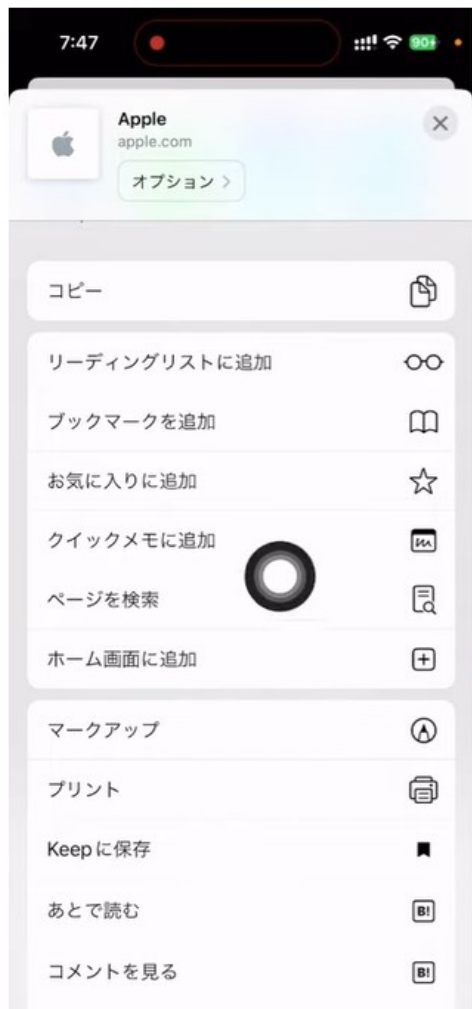 7:47
90+
Apple
apple.com
オプション
コピー
リーディングリストに追加
ブックマークを追加
お気に入りに追加
クイックメモに追加
ページを検索
ホーム画面に追加
マークアップ
プリント
Keepに保存
あとで読む
B!
コメントを見る
B!